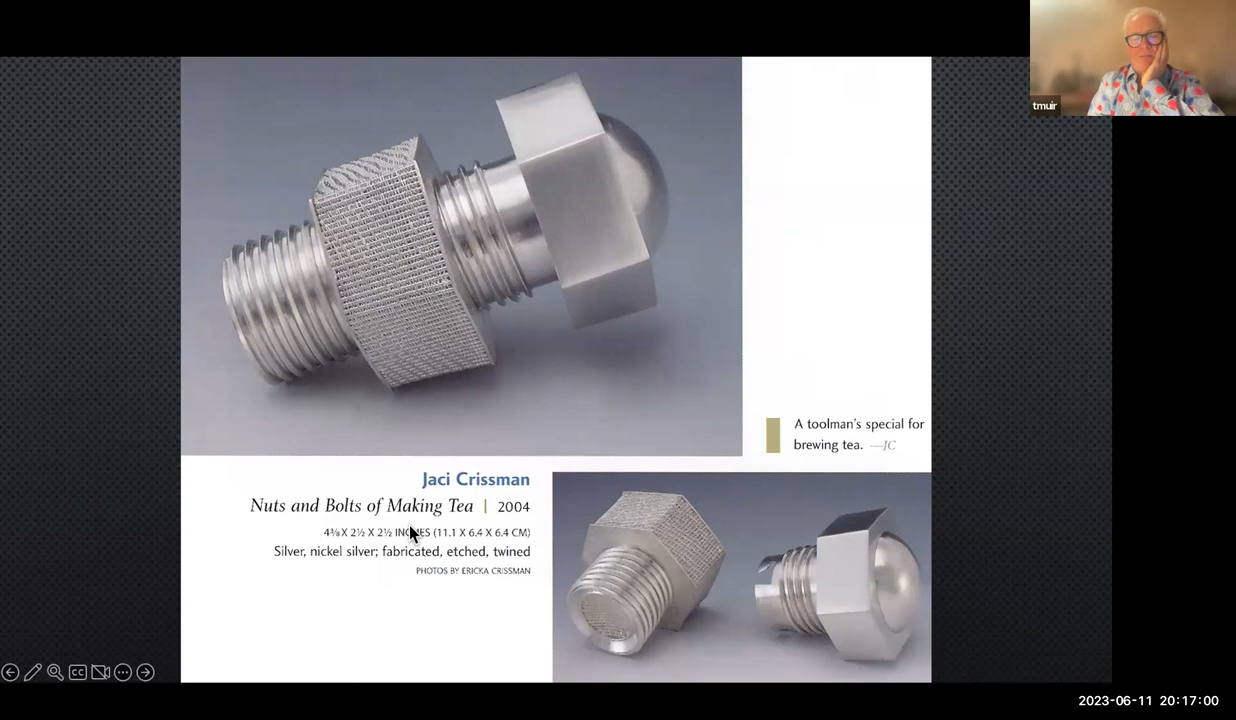 tmuir
A toolman's special for
brewing tea. —JC
Jaci Crissman
Nuts and Bolts of Making Tea | 2004
4⅜ X 2½ X 2½ INCHES (11.1 X 6.4 X 6.4 CM)
Silver, nickel silver; fabricated, etched, twined
PHOTOS BY ERICKA CRISSMAN
CC
2023-06-11 20:17:00